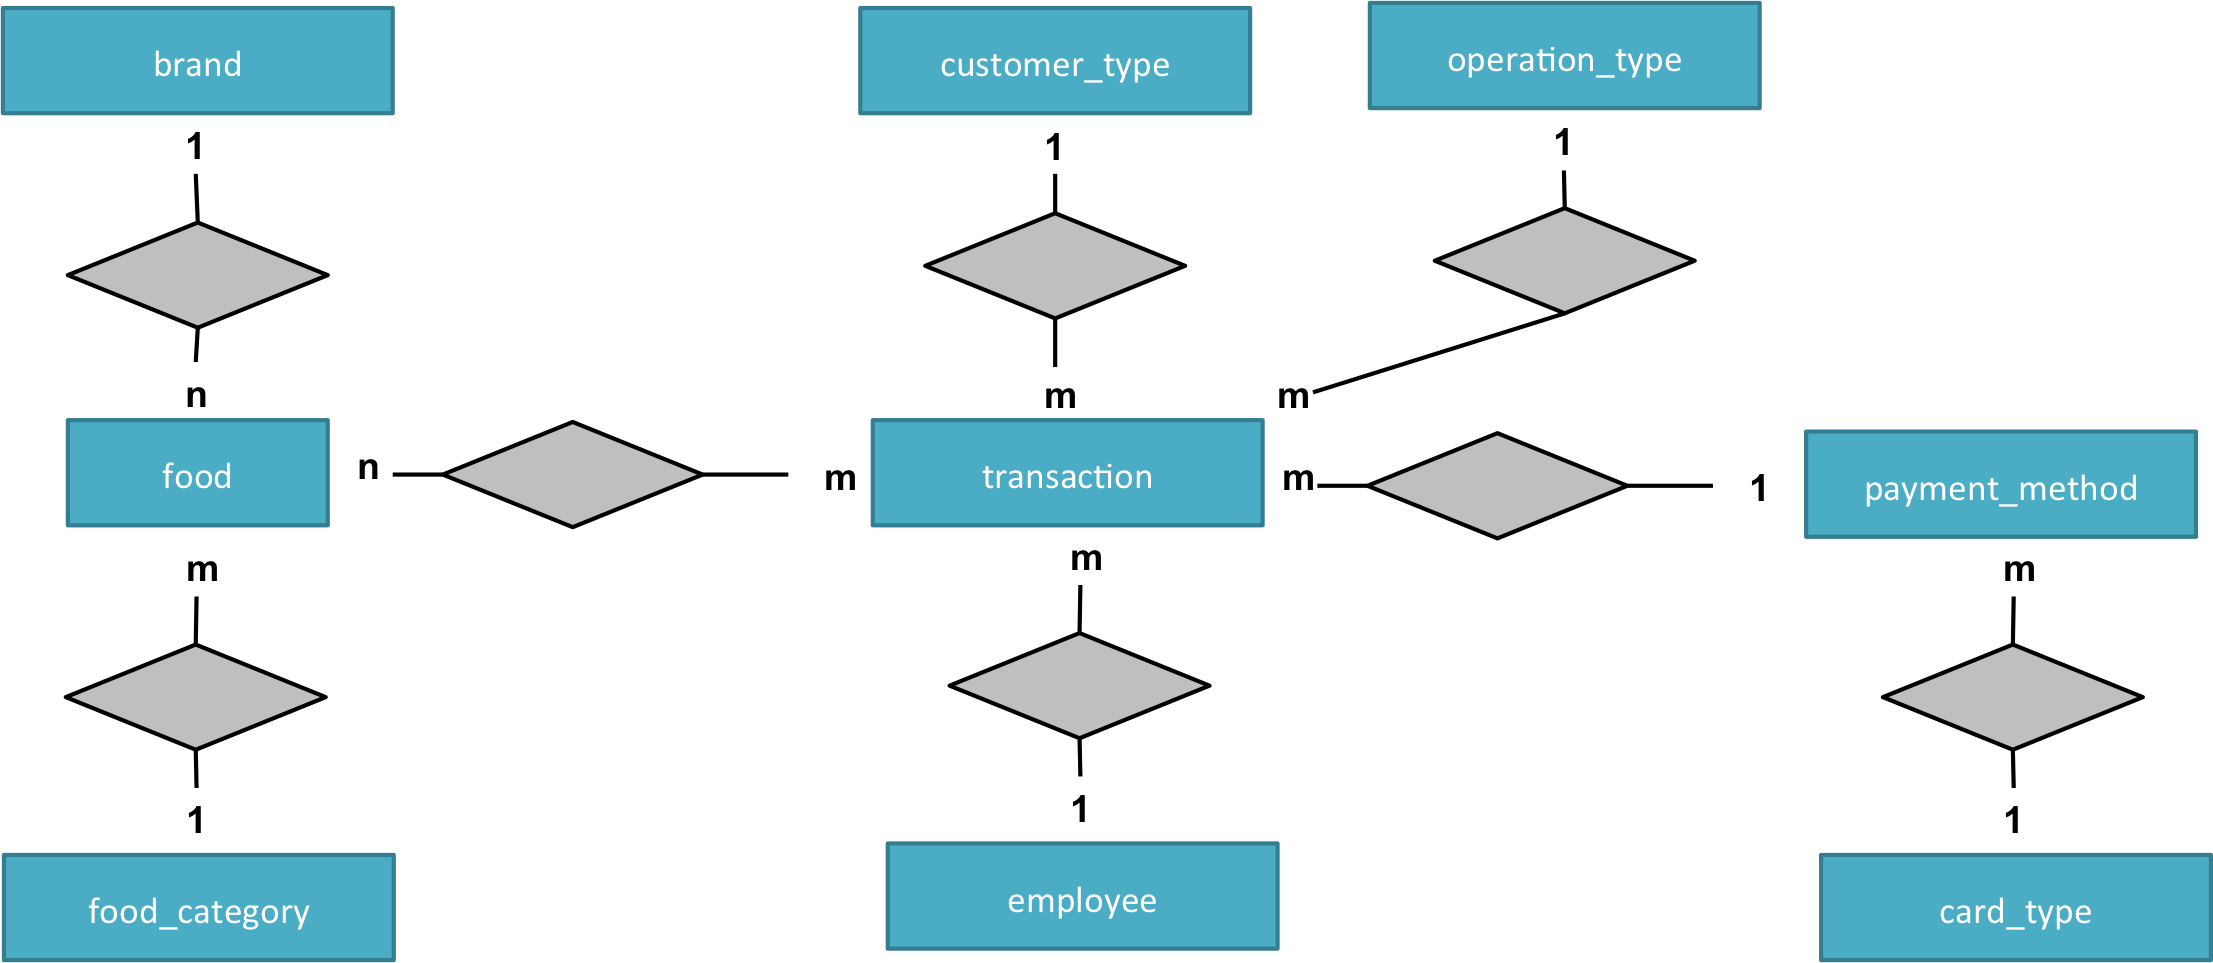 brand
customer_type
operation_type
1
1
1
n
m
m
food
n
m
transaction
m
1
payment_method
m
m
m
1
1
1
food_category
employee
card_type